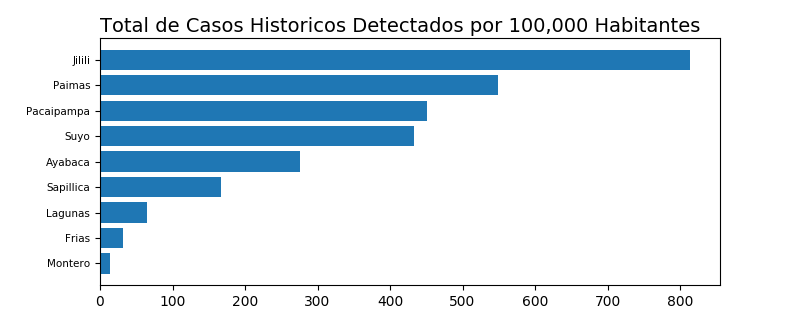 Total de Casos Historicos Detectados por 100,000 Habitantes
Jilili
Paimas
Pacaipampa
Suyo
Ayabaca
Sapillica
Lagunas
Frias
Montero
0 100 200 300 400 500 600 700 800